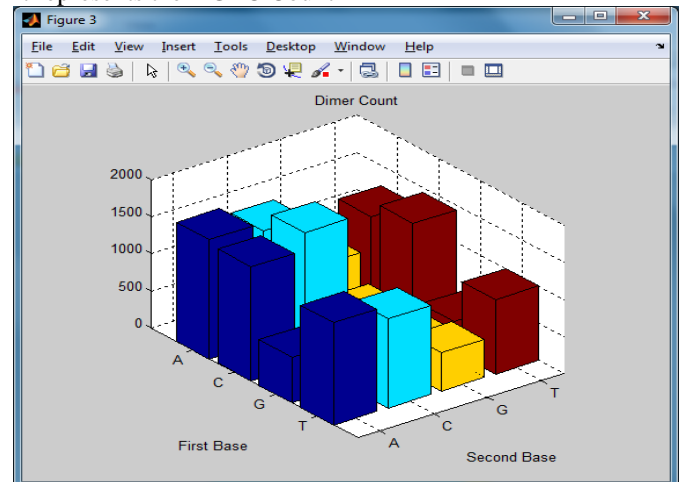 Figure 3
File Edit View Insert Tools Desktop Window Help
Dimer Count
2000
1500
1000
500
0
A
C
G
T
First Base
A
C
G
T
Second Base